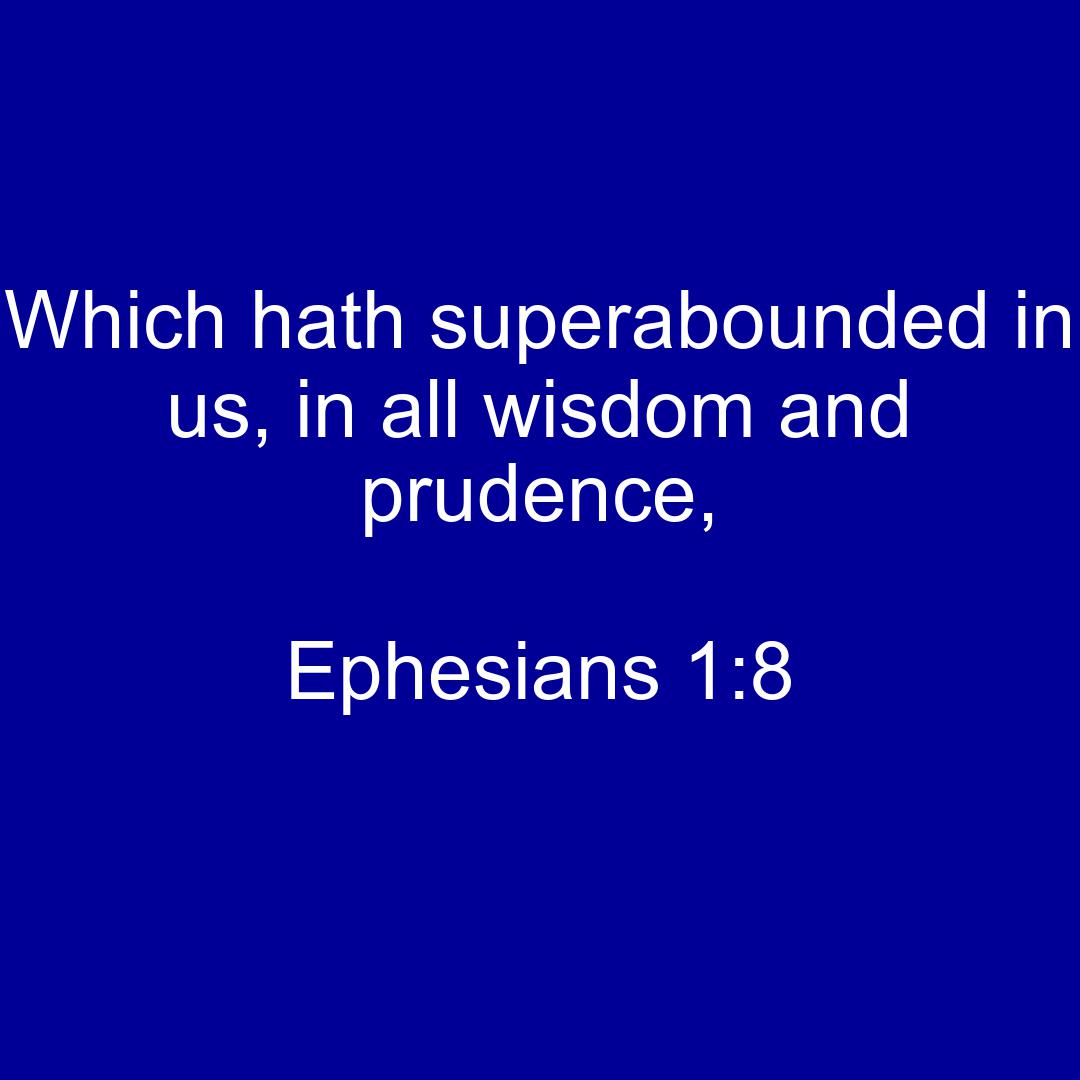 Which hath superabounded in
us, in all wisdom and
prudence,
Ephesians 1:8